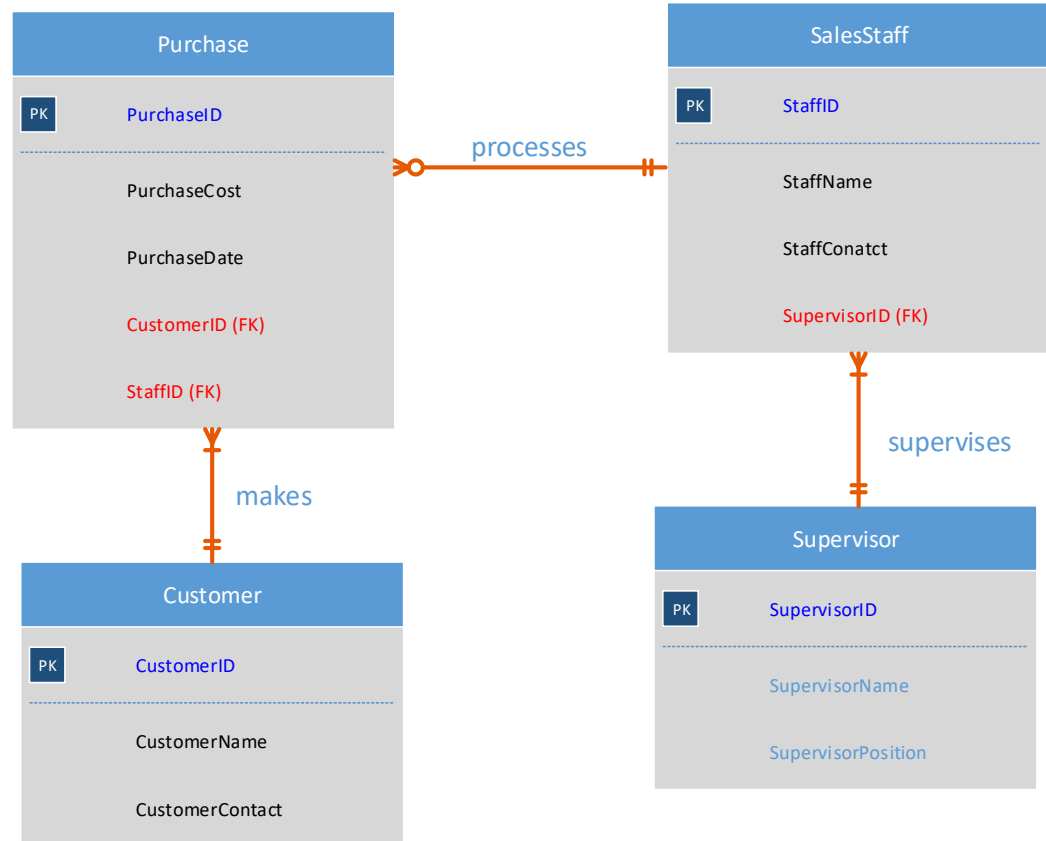 Purchase
PK PurchaseID
PurchaseCost
PurchaseDate
CustomerID (FK)
StaffID (FK)
processes
SalesStaff
PK StaffID
StaffName
StaffConatct
SupervisorID (FK)
makes
supervises
Customer
PK CustomerID
CustomerName
CustomerContact
Supervisor
PK SupervisorID
SupervisorName
SupervisorPosition